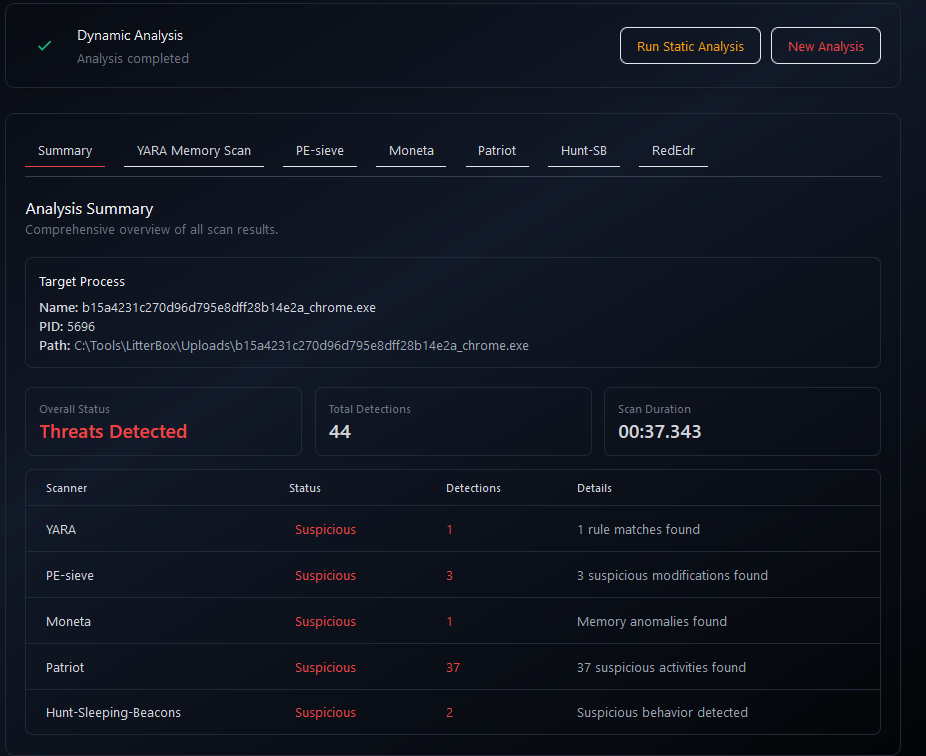 Dynamic Analysis
Analysis completed
Run Static Analysis
New Analysis
Summary YARA Memory Scan PE-sieve Moneta Patriot Hunt-SB RedEdr
Analysis Summary
Comprehensive overview of all scan results.
Target Process
Name: b15a4231c270d96d795e8dff28b14e2a_chrome.exe
PID: 5696
Path: C:\Tools\LitterBox\Uploads\b15a4231c270d96d795e8dff28b14e2a_chrome.exe
Overall Status
Threats Detected
Total Detections
44
Scan Duration
00:37.343
Scanner Status Detections Details
YARA Suspicious 1 1 rule matches found
PE-sieve Suspicious 3 3 suspicious modifications found
Moneta Suspicious 1 Memory anomalies found
Patriot Suspicious 37 37 suspicious activities found
Hunt-Sleeping-Beacons Suspicious 2 Suspicious behavior detected